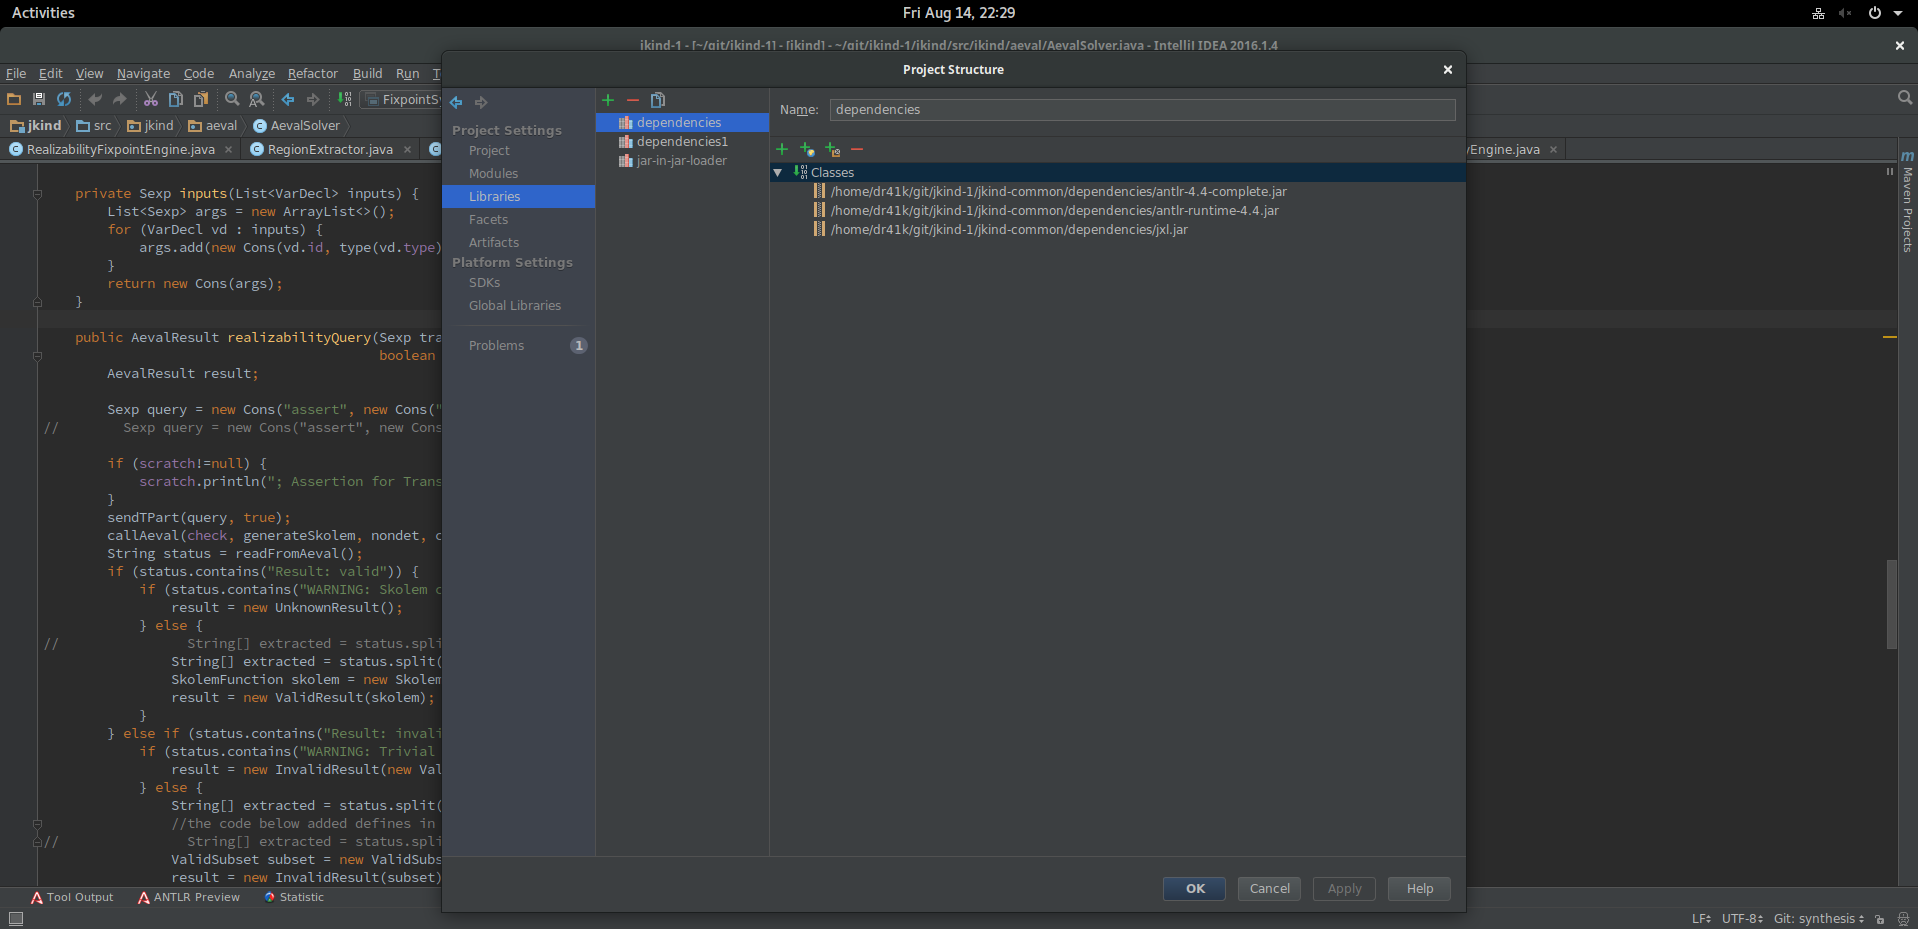 Activities
Fri Aug 14, 22:29
jkind-1 - [~/git/jkind-1] - [jkind] - ~/git/jkind-1/jkind/src/jkind/aeval/AevalSolver.java - IntelliJ IDEA 2016.1.4
File Edit View Navigate Code Analyze Refactor Build Run T
FixpointSy
jkind src jkind aeval AevalSolver
RealizabilityFixpointEngine.java RegionExtractor.java
yEngine.java
private Sexp inputs(List<VarDecl> inputs) {
List<Sexp> args = new ArrayList<>();
for (VarDecl vd : inputs) {
args.add(new Cons(vd.id, type(vd.type)
}
return new Cons(args);
}
public AevalResult realizabilityQuery(Sexp tra
boolean
AevalResult result;
Sexp query = new Cons("assert", new Cons("
// Sexp query = new Cons("assert", new Cons
if (scratch!=null) {
scratch.println("; Assertion for Trans
}
sendTPart(query, true);
callAeval(check, generateSkolem, nondet, c
String status = readFromAeval();
if (status.contains("Result: valid")) {
if (status.contains("WARNING: Skolem c
result = new UnknownResult();
} else {
// String[] extracted = status.spli
String[] extracted = status.split(
SkolemFunction skolem = new Skolem
result = new ValidResult(skolem);
}
} else if (status.contains("Result: invali
if (status.contains("WARNING: Trivial
result = new InvalidResult(new Val
} else {
String[] extracted = status.split(
//the code below added defines in
// String[] extracted = status.spli
ValidSubset subset = new ValidSubs
result = new InvalidResult(subset)
Project Structure
Project Settings
Project
Modules
Libraries
Facets
Artifacts
Platform Settings
SDKs
Global Libraries
Problems 1
dependencies
dependencies1
jar-in-jar-loader
Name: dependencies
Classes
/home/dr41k/git/jkind-1/jkind-common/dependencies/antlr-4.4-complete.jar
/home/dr41k/git/jkind-1/jkind-common/dependencies/antlr-runtime-4.4.jar
/home/dr41k/git/jkind-1/jkind-common/dependencies/jxl.jar
OK Cancel Apply Help
m Maven Projects
Tool Output ANTLR Preview Statistic
LF UTF-8 Git: synthesis